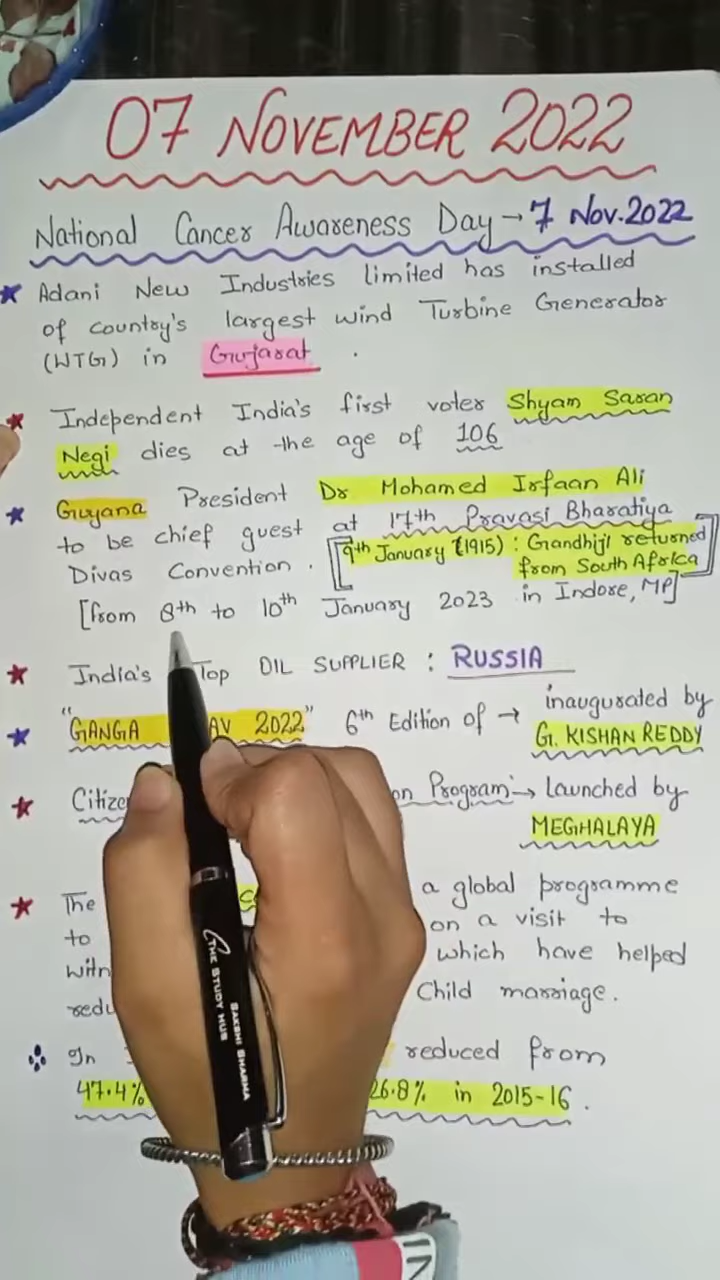 07 NOVEMBER 2022
National Cancer Awareness Day → 7 Nov.2022
Adani New Industries limited has installed
of country's largest wind Turbine Generator
(WTG) in Gujarat .
Independent India's first voter Shyam Saran
Negi dies at the age of 106
Guyana President Dr Mohamed Irfaan Ali
to be chief guest at 17th Pravasi Bharatiya
Divas Convention . [9th January (1915) : Gandhiji returned
from South Africa]
[from 8th to 10th January 2023 in Indore, MP]
India's Top OIL SUPPLIER : RUSSIA
"GANGA AV 2022" 6th Edition of → inaugurated by
G. KISHAN REDDY
on Program → Launched by
MEGHALAYA
The a global programme
to on a visit to
which have helped
Child marriage.
In reduced from
47.4% 26.8% in 2015-16 .
THE STUDY HUB
SAKSHI SHARMA